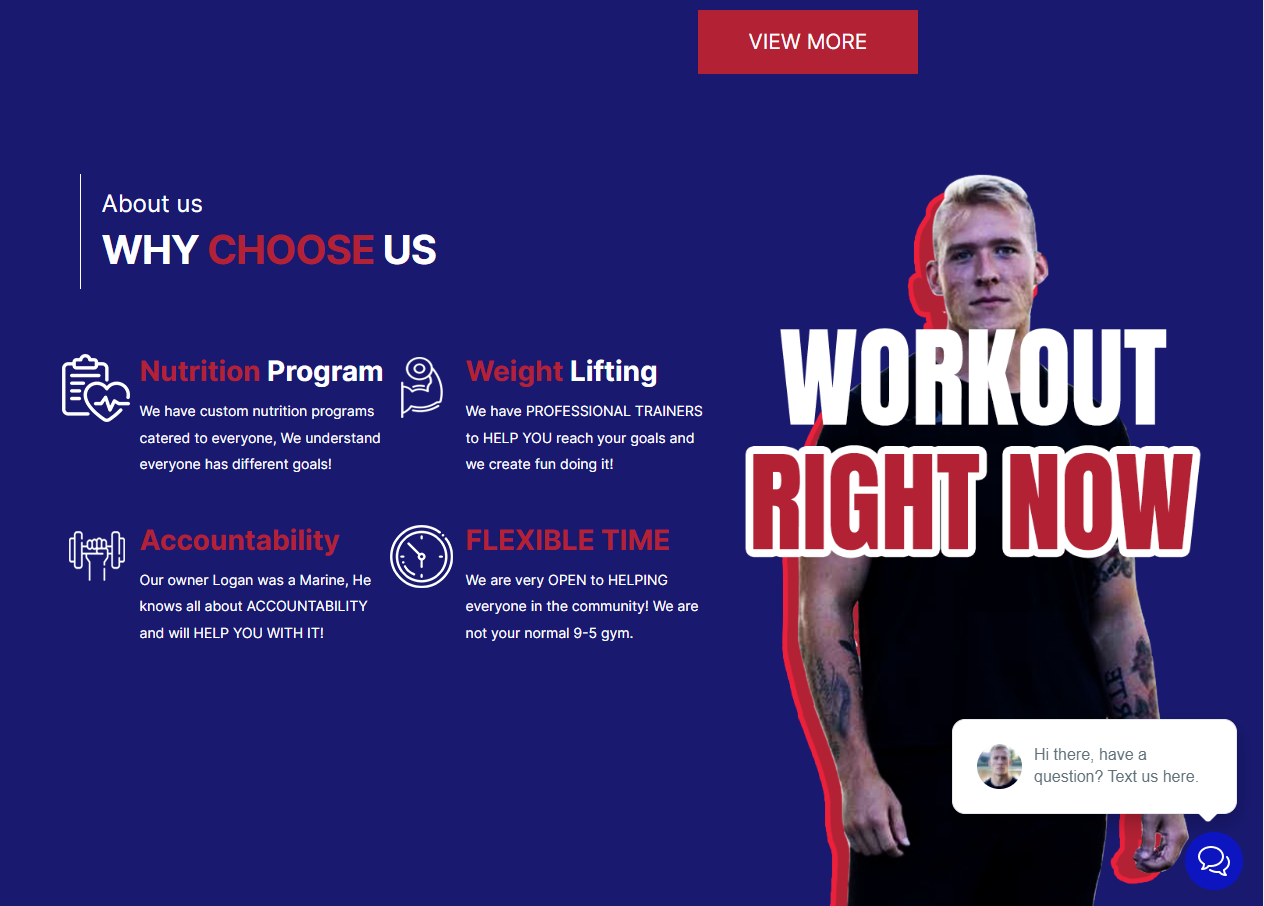 VIEW MORE
About us
WHY CHOOSE US
Nutrition Program
We have custom nutrition programs
catered to everyone, We understand
everyone has different goals!
Weight Lifting
We have PROFESSIONAL TRAINERS
to HELP YOU reach your goals and
we create fun doing it!
Accountability
Our owner Logan was a Marine, He
knows all about ACCOUNTABILITY
and will HELP YOU WITH IT!
FLEXIBLE TIME
We are very OPEN to HELPING
everyone in the community! We are
not your normal 9-5 gym.
WORKOUT
RIGHT NOW
Hi there, have a
question? Text us here.